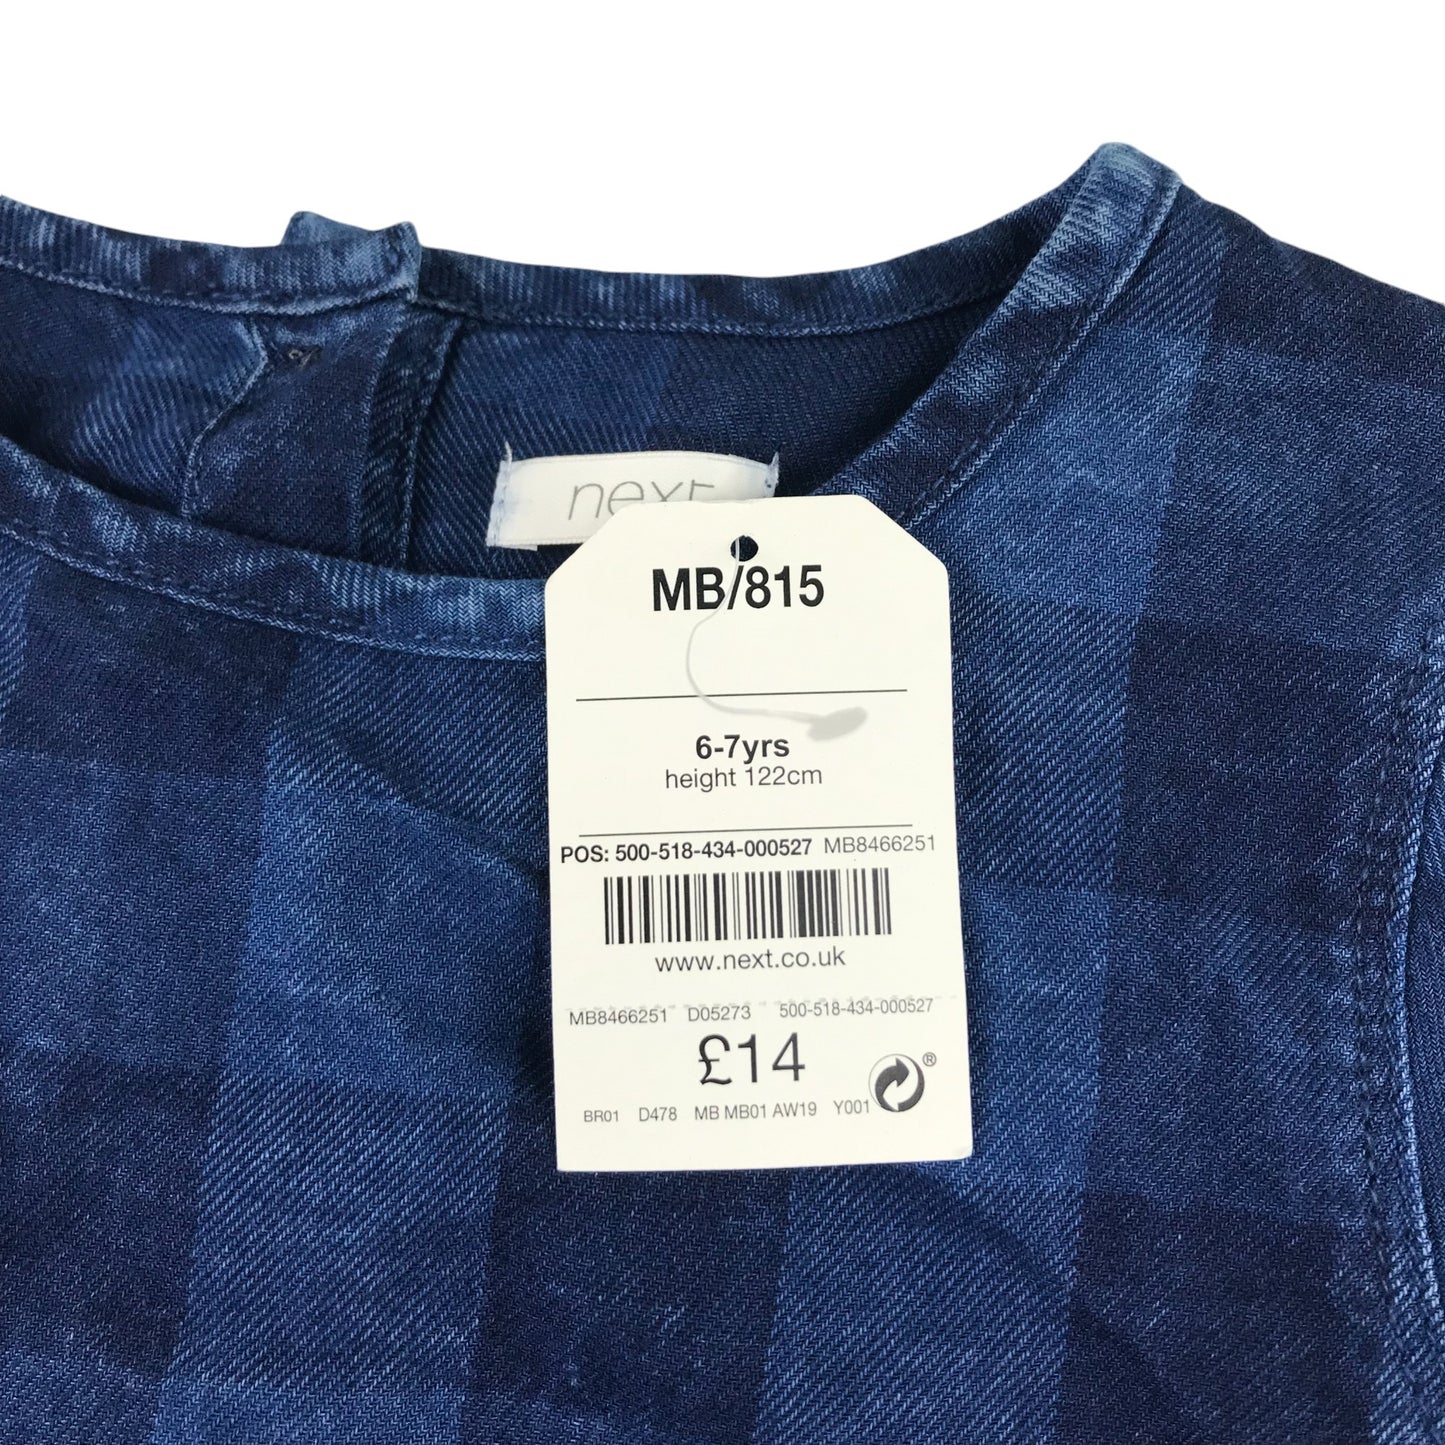 next
MB/815
6-7yrs
height 122cm
POS: 500-518-434-000527 MB8466251
www.next.co.uk
MB8466251 D05273 500-518-434-000527
£14
®
BR01 D478 MB MB01 AW19 Y001